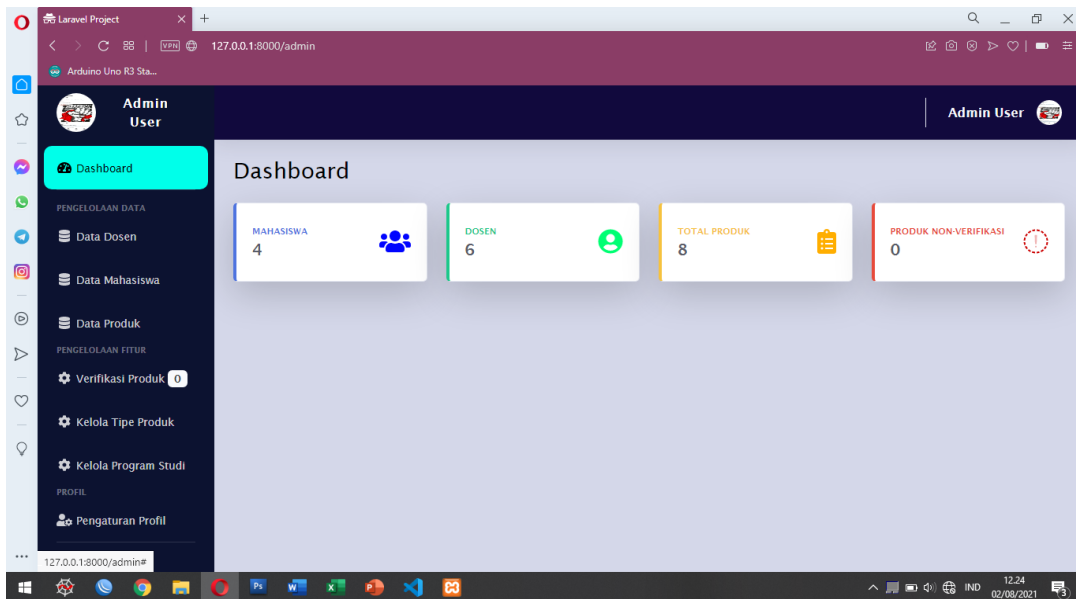 Laravel Project
VPN
127.0.0.1:8000/admin
Arduino Uno R3 Sta...
Admin
User
Admin User
Dashboard
Dashboard
PENGELOLAAN DATA
MAHASISWA
4
DOSEN
6
TOTAL PRODUK
8
PRODUK NON-VERIFIKASI
0
Data Dosen
Data Mahasiswa
Data Produk
PENGELOLAAN FITUR
Verifikasi Produk 0
Kelola Tipe Produk
Kelola Program Studi
PROFIL
Pengaturan Profil
127.0.0.1:8000/admin#
Ps
IND
12.24
02/08/2021
3